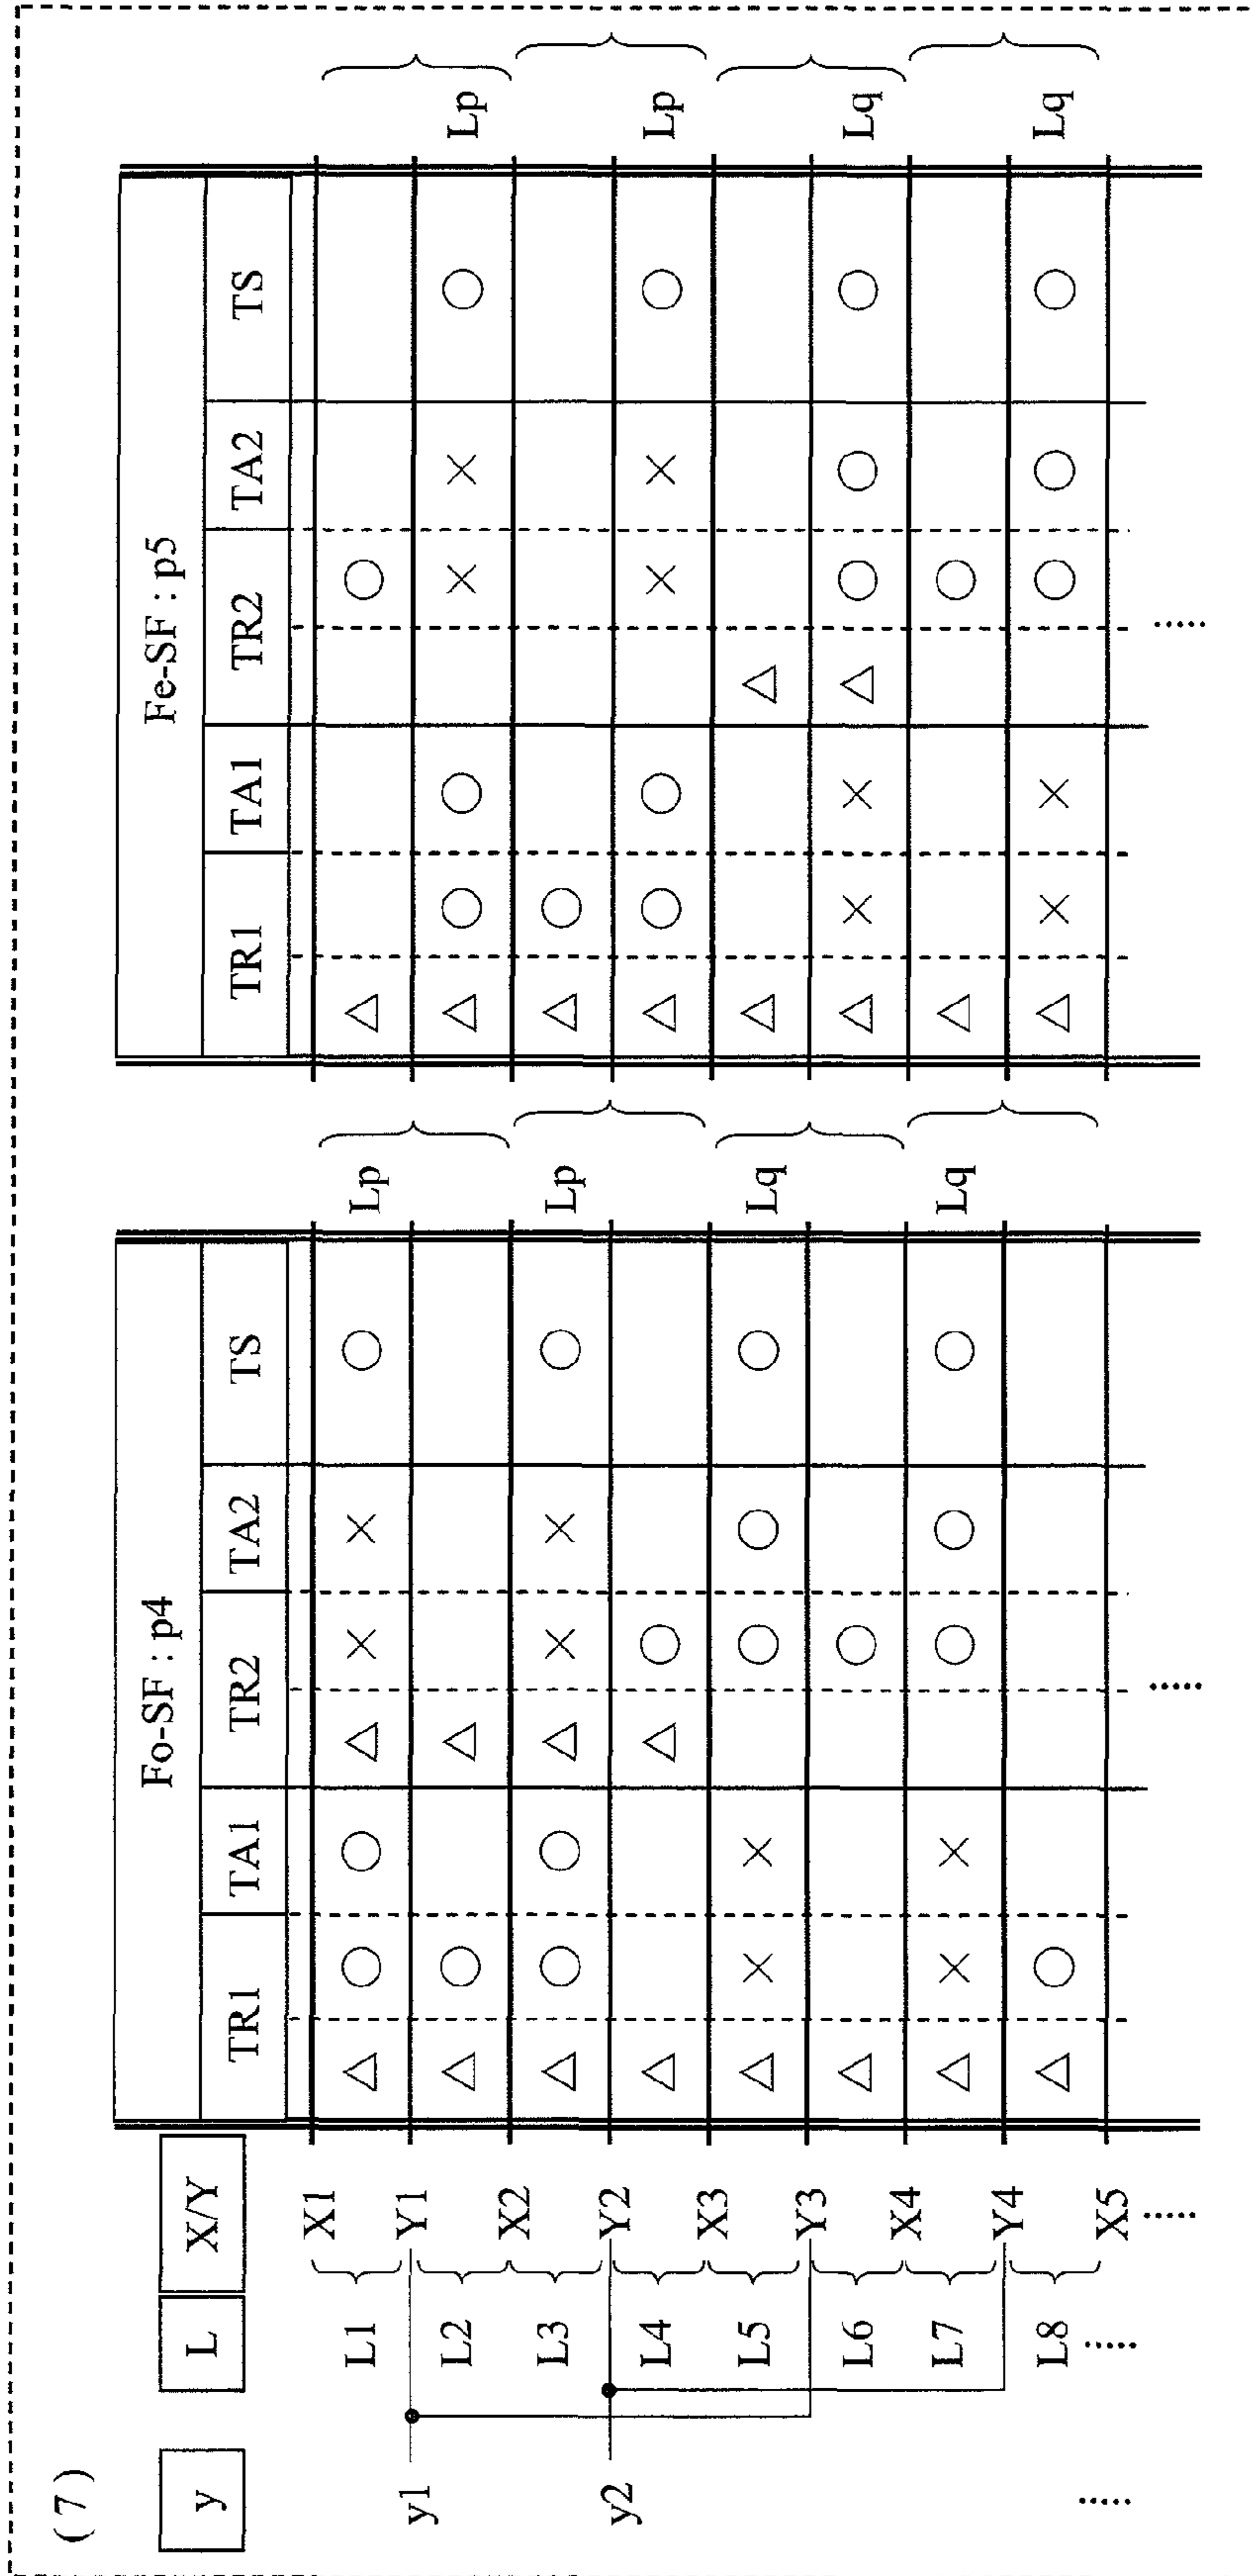 (7)
y L X/Y Fo-SF : p4 Fe-SF : p5
TR1 TA1 TR2 TA2 TS TR1 TA1 TR2 TA2 TS
X1
L1 △ ○ ○ △ × × ○ Lp △ ○
y1 Y1
L2 △ ○ △ △ ○ ○ × × ○ Lp
X2
L3 △ ○ ○ △ × × ○ Lp △ ○
y2 Y2
L4 △ △ ○ △ ○ ○ × × ○ Lp
X3
L5 △ × × ○ ○ ○ Lq △ △
Y3
L6 △ ○ △ × × △ ○ ○ ○ Lq
X4
L7 △ × × ○ ○ ○ Lq △ ○
Y4
L8 △ ○ △ × × ○ ○ ○ Lq
X5